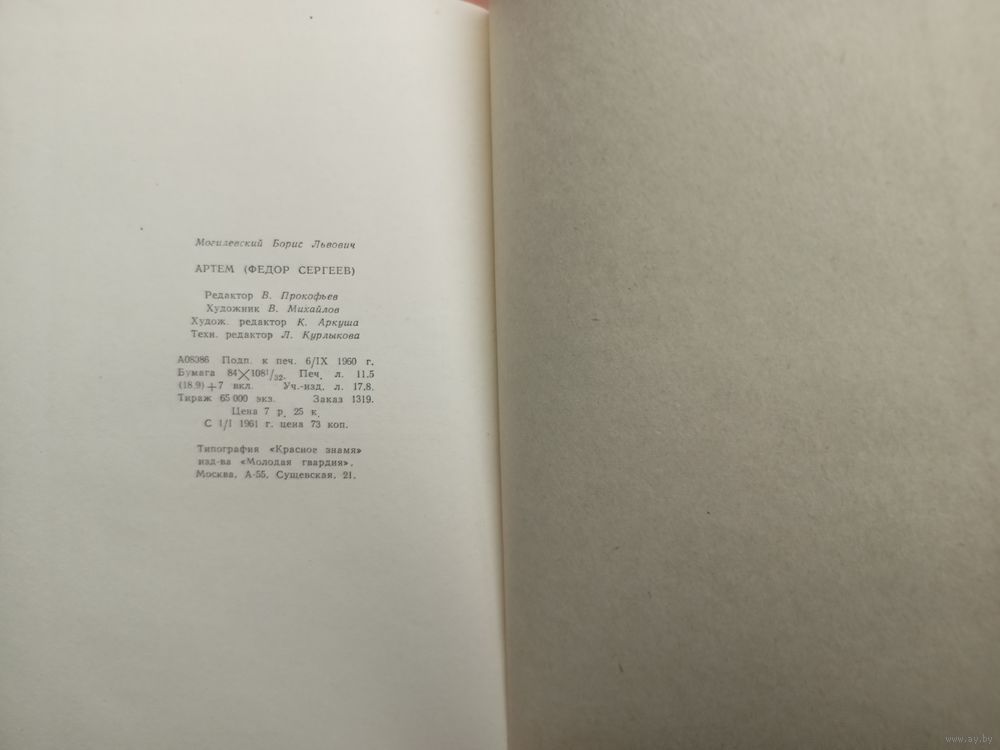 Могилевский Борис Львович
АРТЕМ (ФЕДОР СЕРГЕЕВ)
Редактор В. Прокофьев
Художник В. Михайлов
Худож. редактор К. Аркуша
Техн. редактор Л. Курлыкова
А08086 Подп. к печ. 6/IX 1960 г.
Бумага 84×108¹/₃₂. Печ. л. 11.5
(18.9)+7 вкл. Уч.-изд. л. 17,8.
Тираж 65 000 экз. Заказ 1319.
Цена 7 р. 25 к.
С 1/I 1961 г. цена 73 коп.
Типография «Красное знамя»
изд-ва «Молодая гвардия».
Москва, А-55, Сущевская, 21.
www.ay.by